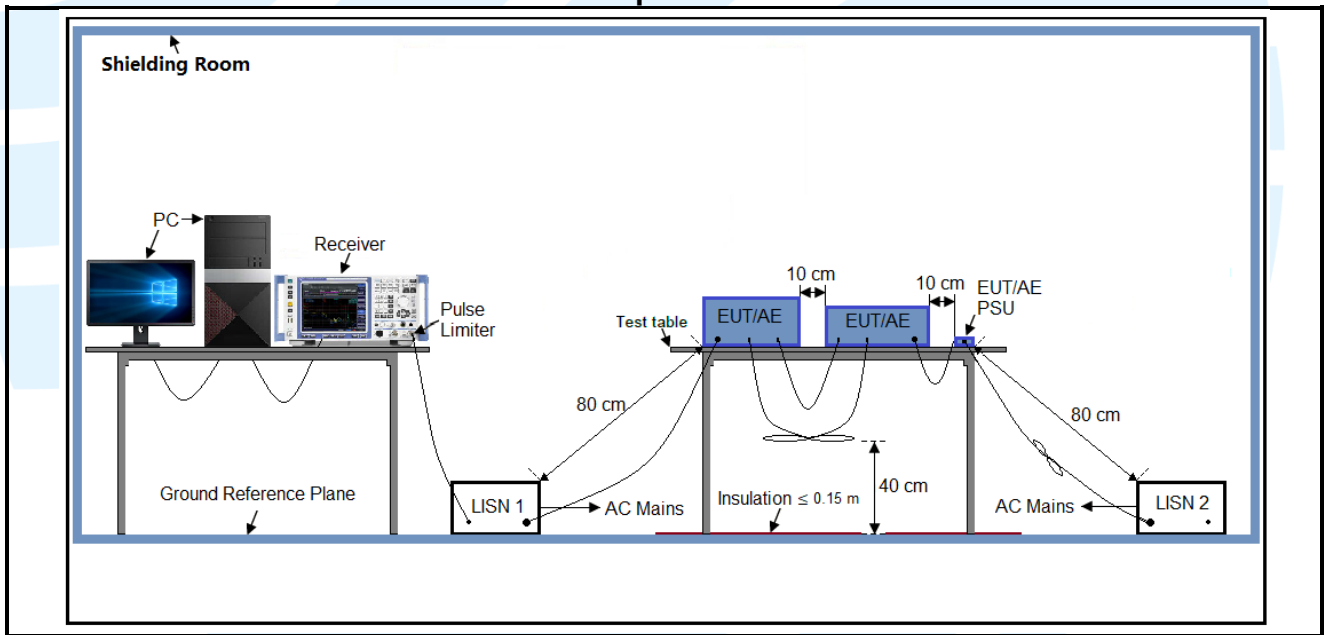 Shielding Room
PC
Receiver
Pulse
Limiter
10 cm
10 cm
EUT/AE
PSU
Test table
EUT/AE
EUT/AE
80 cm
80 cm
40 cm
Ground Reference Plane
LISN 1
AC Mains
Insulation ≤ 0.15 m
AC Mains
LISN 2